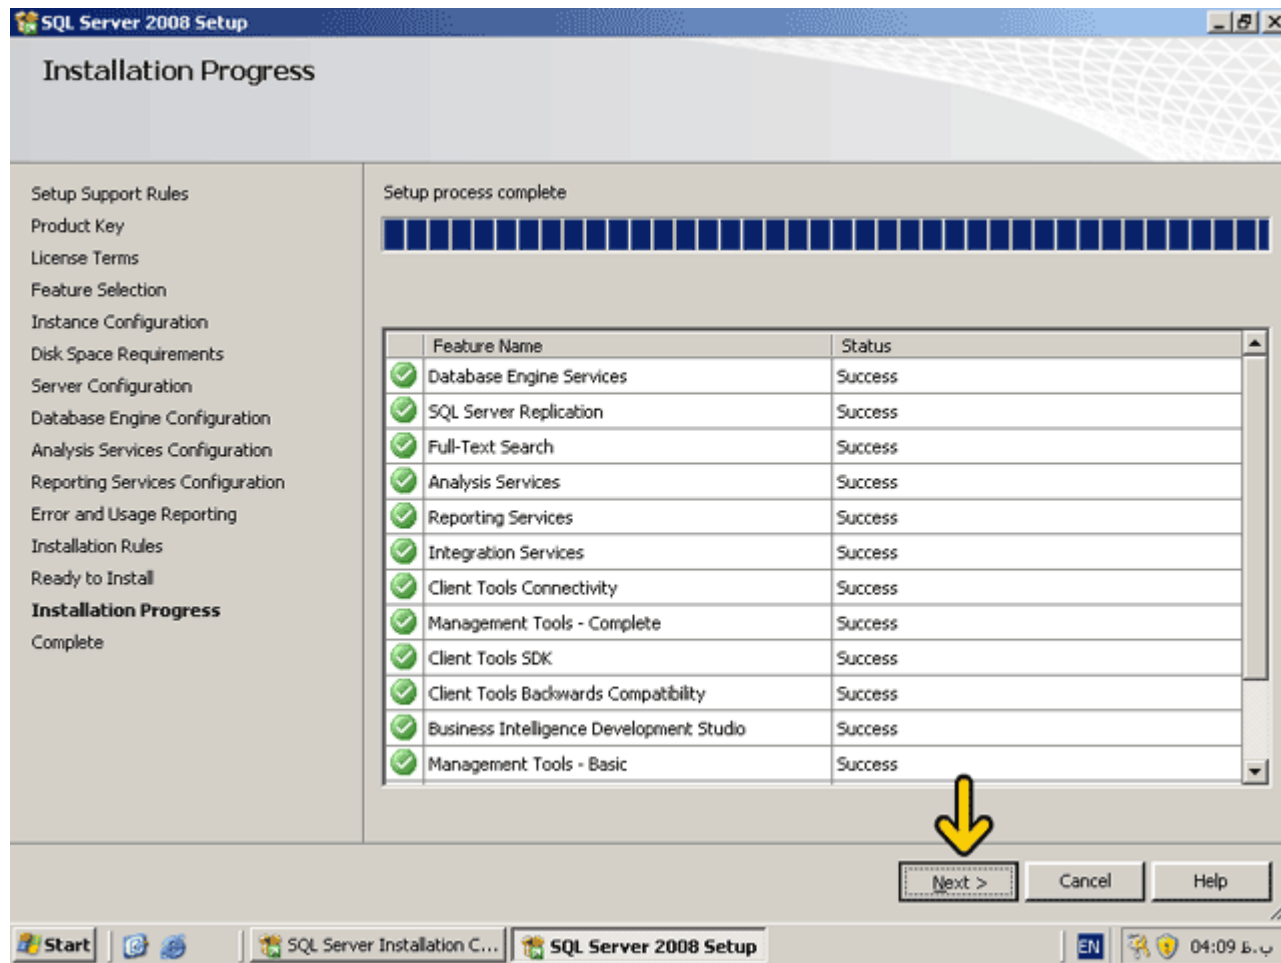 SQL Server 2008 Setup
Installation Progress
Setup Support Rules
Product Key
License Terms
Feature Selection
Instance Configuration
Disk Space Requirements
Server Configuration
Database Engine Configuration
Analysis Services Configuration
Reporting Services Configuration
Error and Usage Reporting
Installation Rules
Ready to Install
Installation Progress
Complete
Setup process complete
Feature Name Status
Database Engine Services Success
SQL Server Replication Success
Full-Text Search Success
Analysis Services Success
Reporting Services Success
Integration Services Success
Client Tools Connectivity Success
Management Tools - Complete Success
Client Tools SDK Success
Client Tools Backwards Compatibility Success
Business Intelligence Development Studio Success
Management Tools - Basic Success
Next > Cancel Help
Start SQL Server Installation C... SQL Server 2008 Setup EN 04:09 ب.ظ